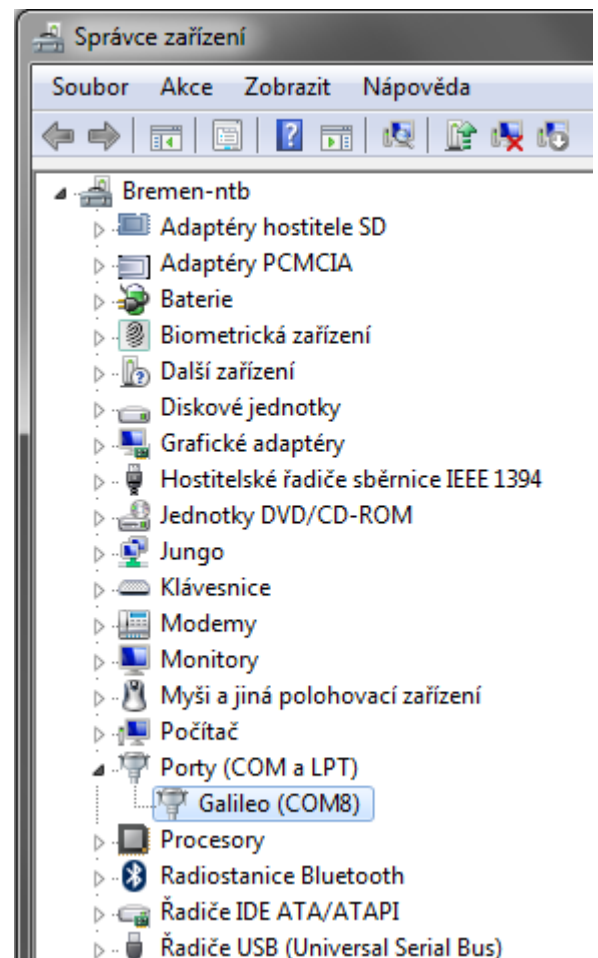 Správce zařízení
Soubor Akce Zobrazit Nápověda
Bremen-ntb
Adaptéry hostitele SD
Adaptéry PCMCIA
Baterie
Biometrická zařízení
Další zařízení
Diskové jednotky
Grafické adaptéry
Hostitelské řadiče sběrnice IEEE 1394
Jednotky DVD/CD-ROM
Jungo
Klávesnice
Modemy
Monitory
Myši a jiná polohovací zařízení
Počítač
Porty (COM a LPT)
Galileo (COM8)
Procesory
Radiostanice Bluetooth
Řadiče IDE ATA/ATAPI
Řadiče USB (Universal Serial Bus)